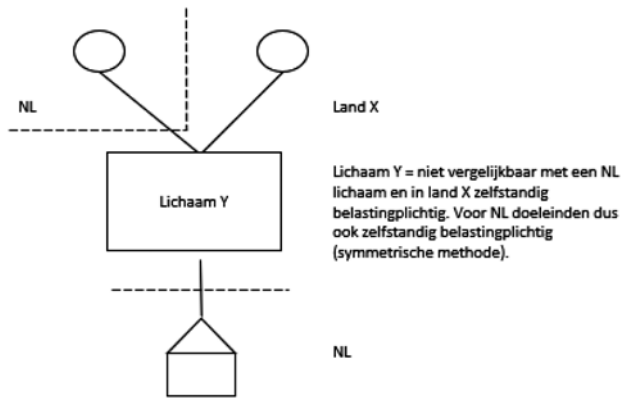 NL
Land X
Lichaam Y
Lichaam Y = niet vergelijkbaar met een NL
lichaam en in land X zelfstandig
belastingplichtig. Voor NL doeleinden dus
ook zelfstandig belastingplichtig
(symmetrische methode).
NL